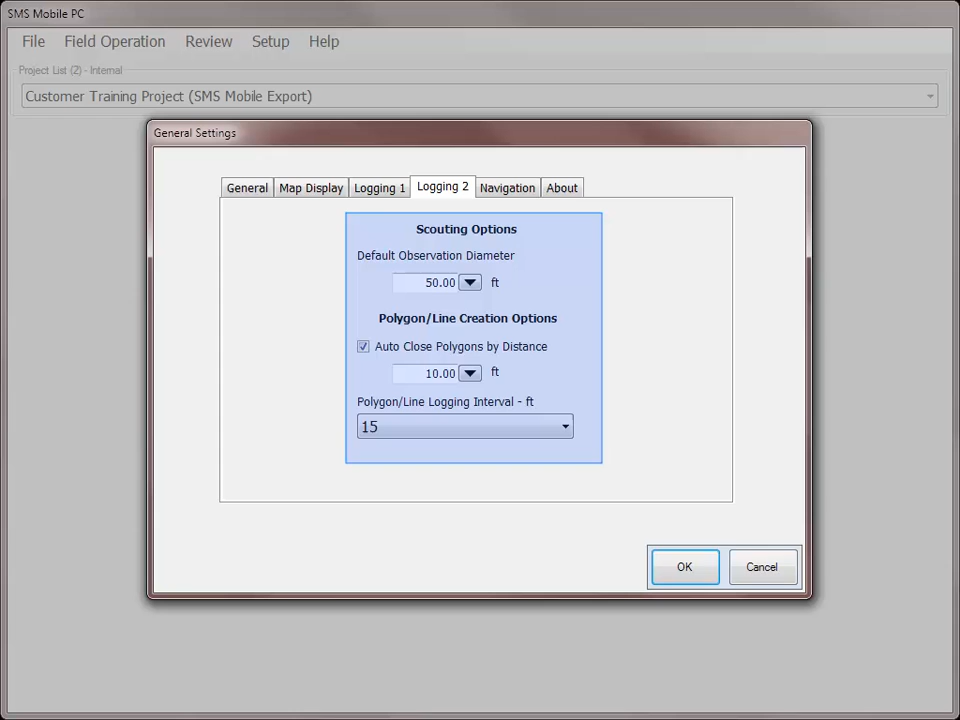 SMS Mobile PC
File Field Operation Review Setup Help
Project List (2) - Internal
Customer Training Project (SMS Mobile Export)
General Settings
General Map Display Logging 1 Logging 2 Navigation About
Scouting Options
Default Observation Diameter
50.00 ft
Polygon/Line Creation Options
Auto Close Polygons by Distance
10.00 ft
Polygon/Line Logging Interval - ft
15
OK Cancel